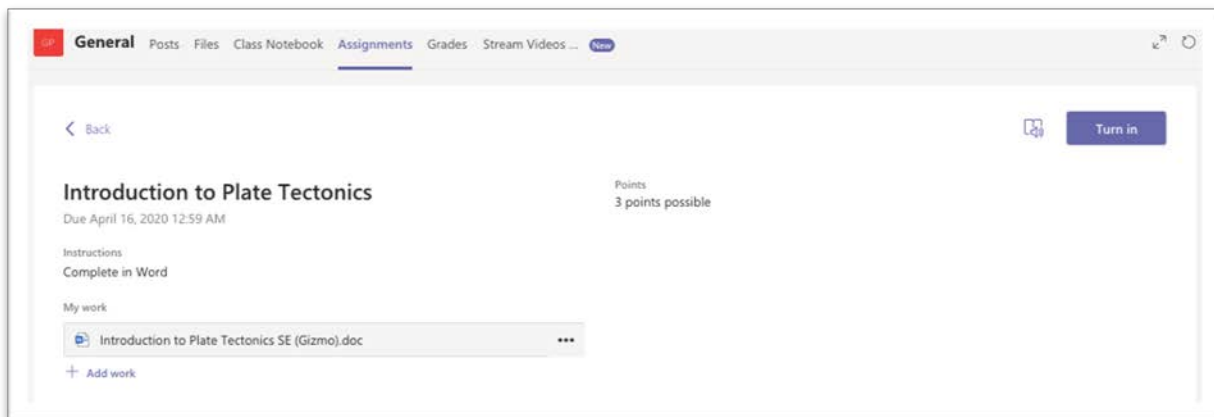 GP General Posts Files Class Notebook Assignments Grades Stream Videos ... New
Back
Turn in
Introduction to Plate Tectonics
Due April 16, 2020 12:59 AM
Points
3 points possible
Instructions
Complete in Word
My work
Introduction to Plate Tectonics SE (Gizmo).doc
Add work